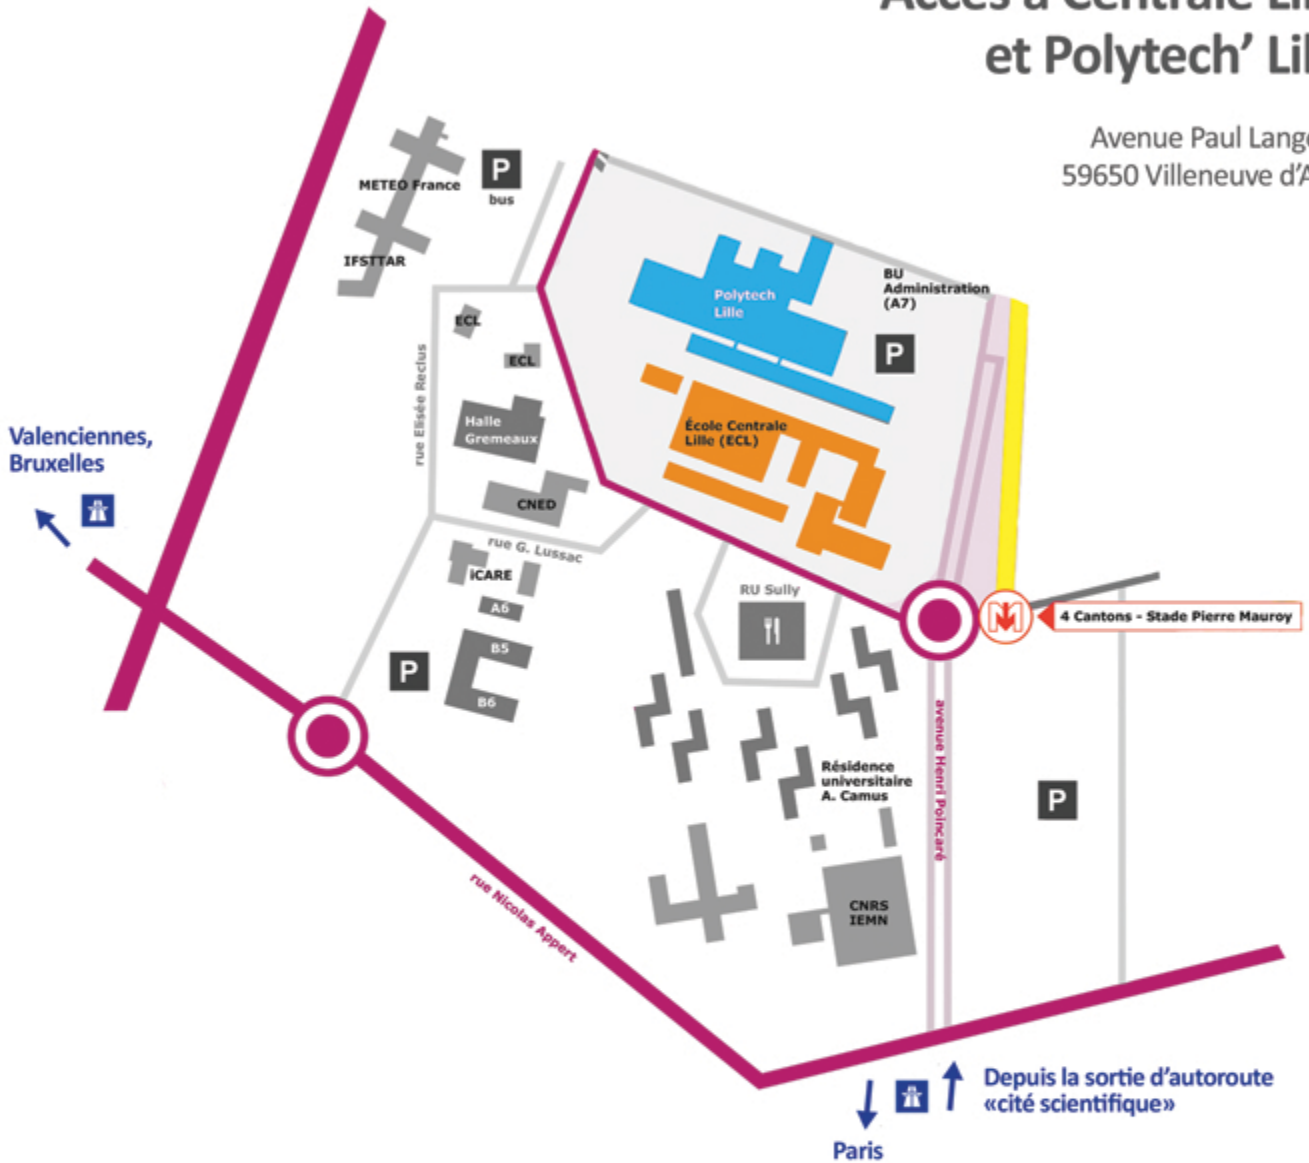 Accès à Centrale Lil
et Polytech' Lil
Avenue Paul Lange
59650 Villeneuve d'A
METEO France
P
bus
IFSTTAR
BU
Administration
(A7)
Polytech
Lille
P
ECL
ECL
rue Elisée Reclus
Halle
Gremeaux
École Centrale
Lille (ECL)
Valenciennes,
Bruxelles
CNED
rue G. Lussac
iCARE
A6
RU Sully
M
4 Cantons - Stade Pierre Mauroy
B5
P
B6
avenue Henri Poincaré
Résidence
universitaire
A. Camus
P
rue Nicolas Appert
CNRS
IEMN
Depuis la sortie d'autoroute
«cité scientifique»
Paris